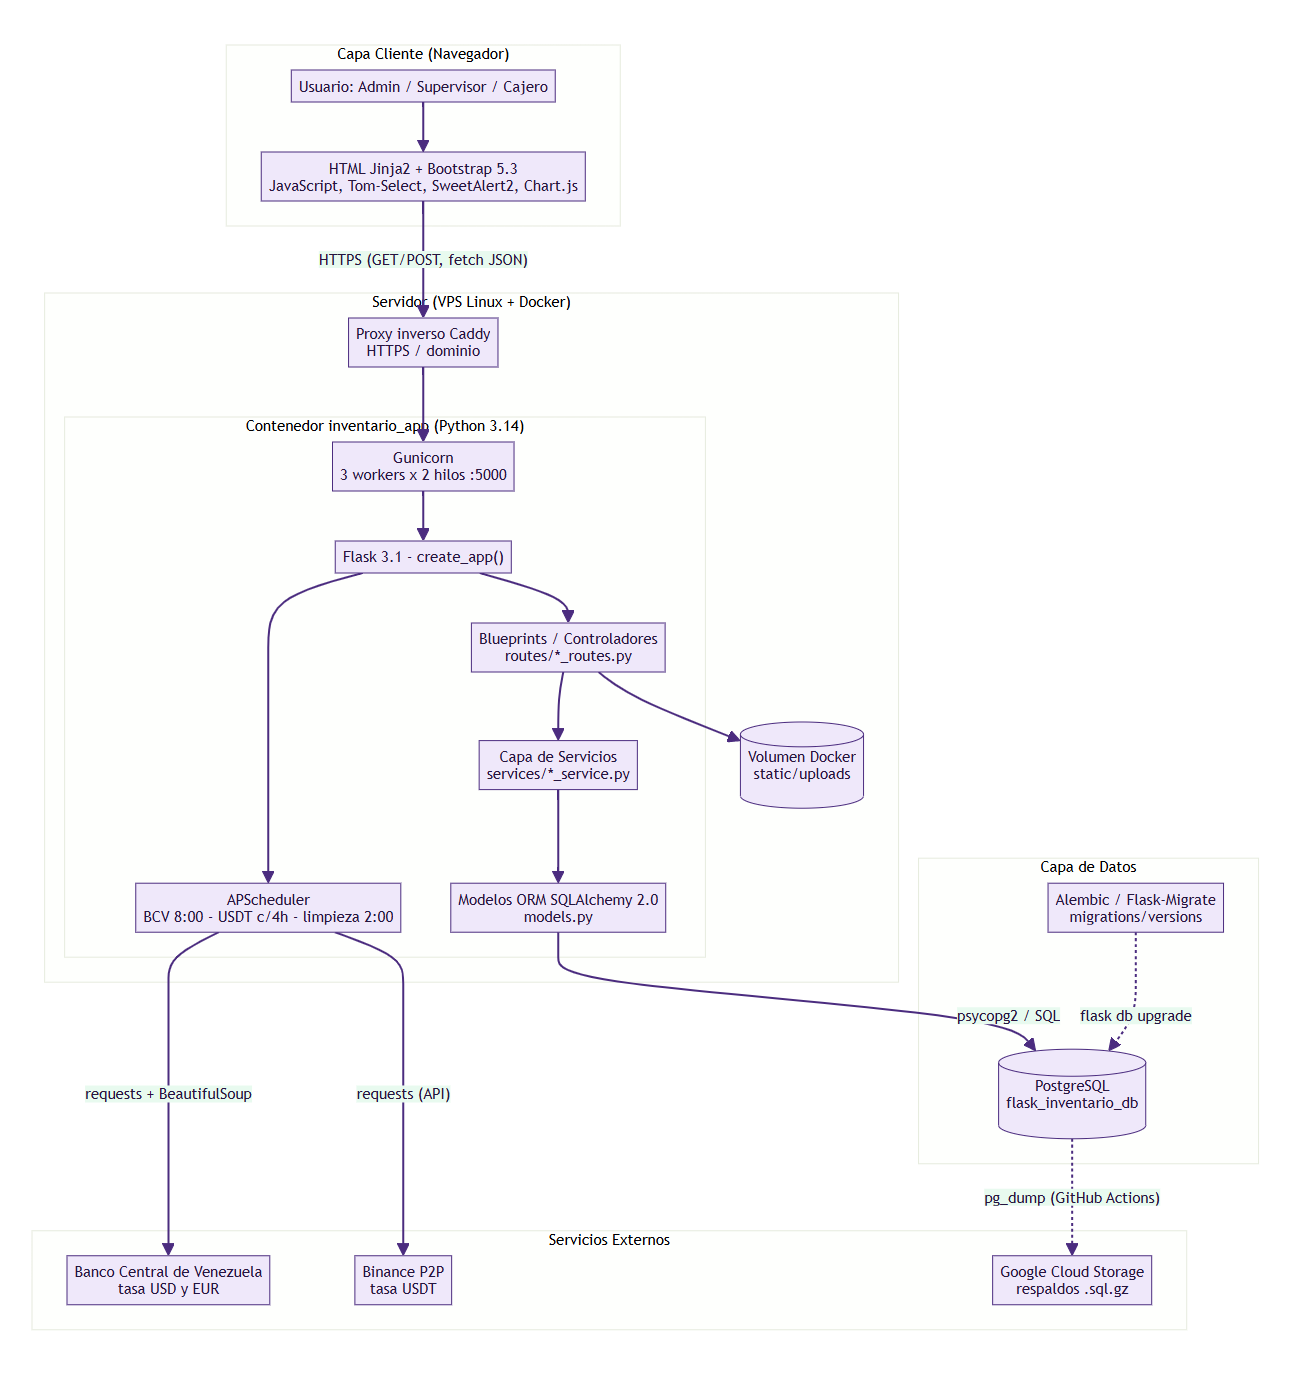 Capa Cliente (Navegador)
Usuario: Admin / Supervisor / Cajero
HTML Jinja2 + Bootstrap 5.3
JavaScript, Tom-Select, SweetAlert2, Chart.js
HTTPS (GET/POST, fetch JSON)
Servidor (VPS Linux + Docker)
Proxy inverso Caddy
HTTPS / dominio
Contenedor inventario_app (Python 3.14)
Gunicorn
3 workers x 2 hilos :5000
Flask 3.1 - create_app()
Blueprints / Controladores
routes/*_routes.py
Capa de Servicios
services/*_service.py
Volumen Docker
static/uploads
APScheduler
BCV 8:00 - USDT c/4h - limpieza 2:00
Modelos ORM SQLAlchemy 2.0
models.py
Capa de Datos
Alembic / Flask-Migrate
migrations/versions
psycopg2 / SQL
flask db upgrade
PostgreSQL
flask_inventario_db
requests + BeautifulSoup
requests (API)
pg_dump (GitHub Actions)
Servicios Externos
Banco Central de Venezuela
tasa USD y EUR
Binance P2P
tasa USDT
Google Cloud Storage
respaldos .sql.gz